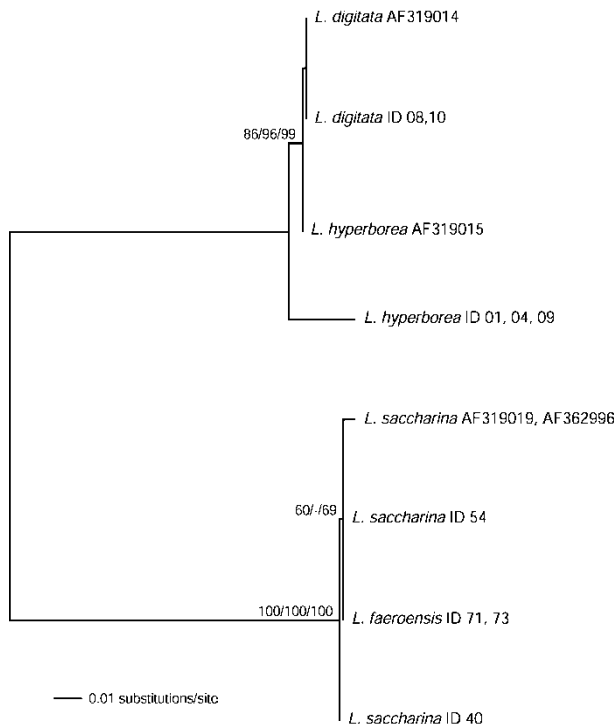 L. digitata AF319014
L. digitata ID 08,10
86/96/99
L. hyperborea AF319015
L. hyperborea ID 01, 04, 09
L. saccharina AF319019, AF362996
60/-/69
L. saccharina ID 54
100/100/100
L. faeroensis ID 71, 73
0.01 substitutions/site
L. saccharina ID 40